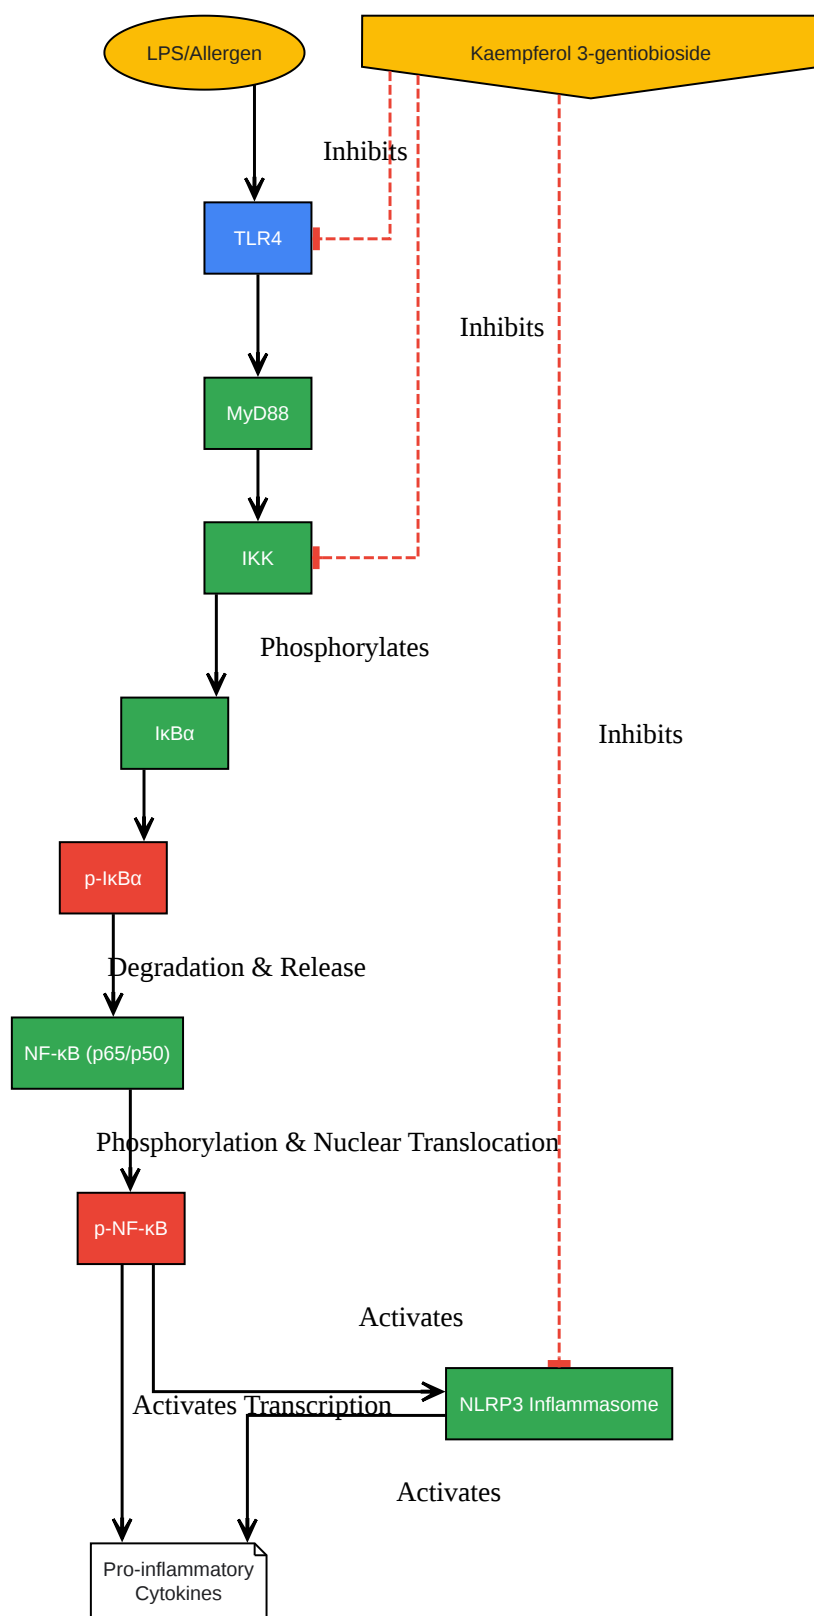 LPS/Allergen
Kaempferol 3-gentiobioside
Inhibits
TLR4
Inhibits
MyD88
IKK
Phosphorylates
IκBα
Inhibits
p-IκBα
Degradation & Release
NF-κB (p65/p50)
Phosphorylation & Nuclear Translocation
p-NF-κB
Activates
NLRP3 Inflammasome
Activates Transcription
Activates
Pro-inflammatory
Cytokines